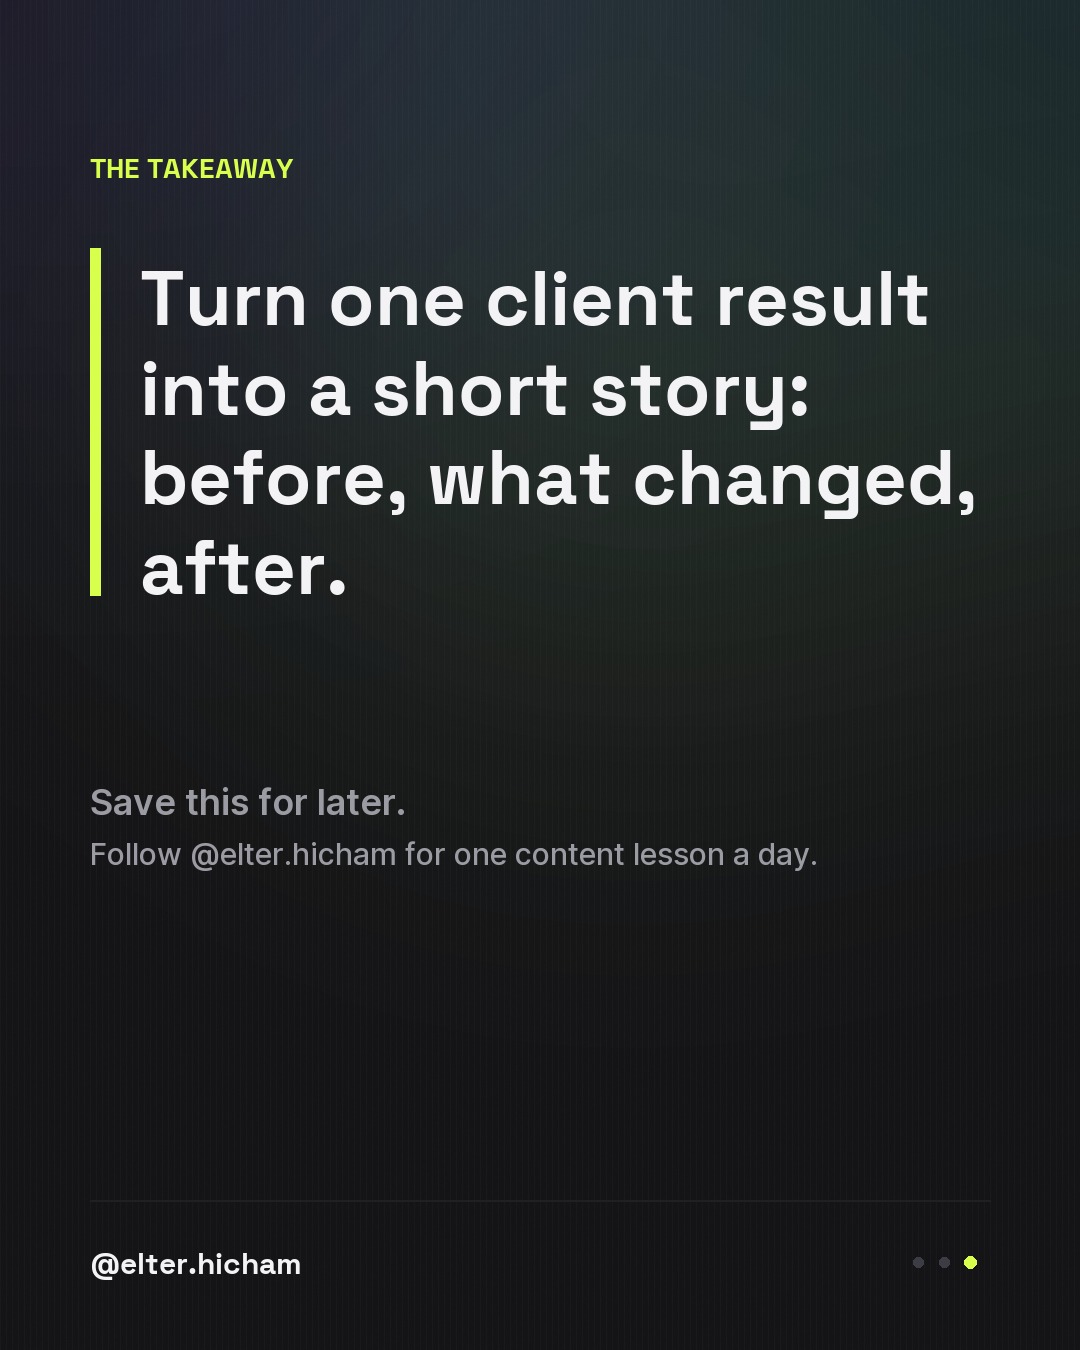 THE TAKEAWAY
Turn one client result
into a short story:
before, what changed,
after.
Save this for later.
Follow @elter.hicham for one content lesson a day.
@elter.hicham